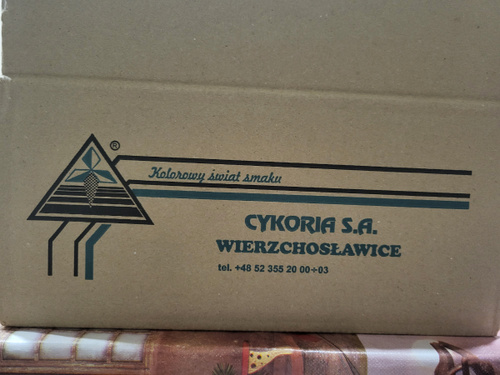 ®
Kolorowy świat smaku
CYKORIA S.A.
WIERZCHOSŁAWICE
tel. +48 52 355 20 00÷03